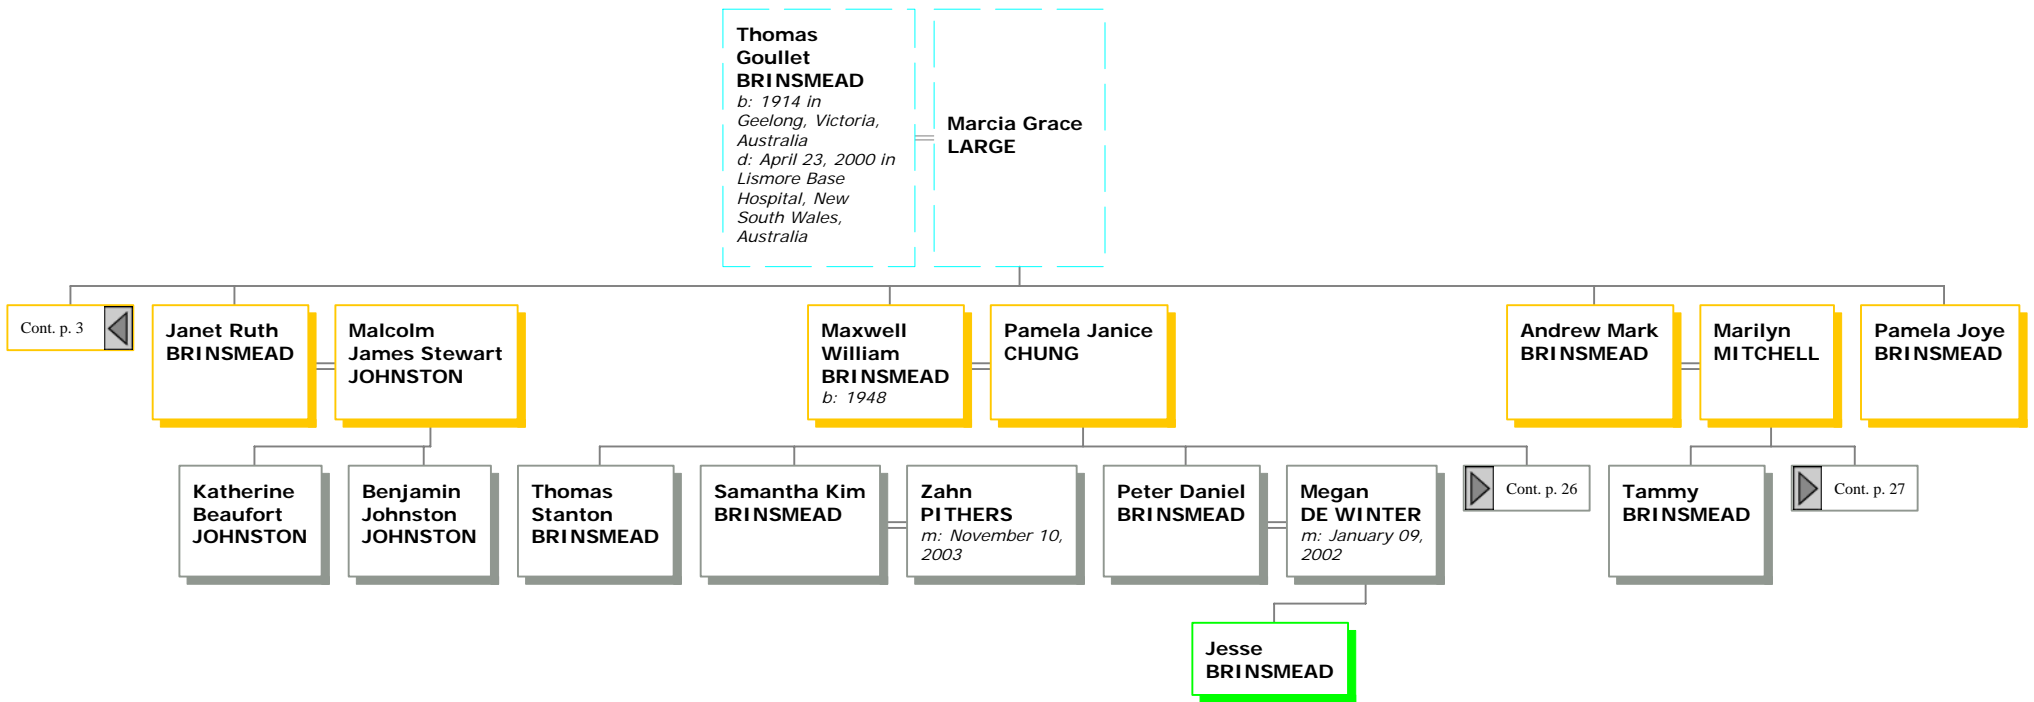 Thomas
Goullet
BRINSMEAD
b: 1914 in
Geelong, Victoria,
Australia
d: April 23, 2000 in
Lismore Base
Hospital, New
South Wales,
Australia
Marcia Grace
LARGE
Cont. p. 3
Janet Ruth
BRINSMEAD
Malcolm
James Stewart
JOHNSTON
Maxwell
William
BRINSMEAD
b: 1948
Pamela Janice
CHUNG
Andrew Mark
BRINSMEAD
Marilyn
MITCHELL
Pamela Joye
BRINSMEAD
Katherine
Beaufort
JOHNSTON
Benjamin
Johnston
JOHNSTON
Thomas
Stanton
BRINSMEAD
Samantha Kim
BRINSMEAD
Zahn
PITHERS
m: November 10,
2003
Peter Daniel
BRINSMEAD
Megan
DE WINTER
m: January 09,
2002
Cont. p. 26
Tammy
BRINSMEAD
Cont. p. 27
Jesse
BRINSMEAD